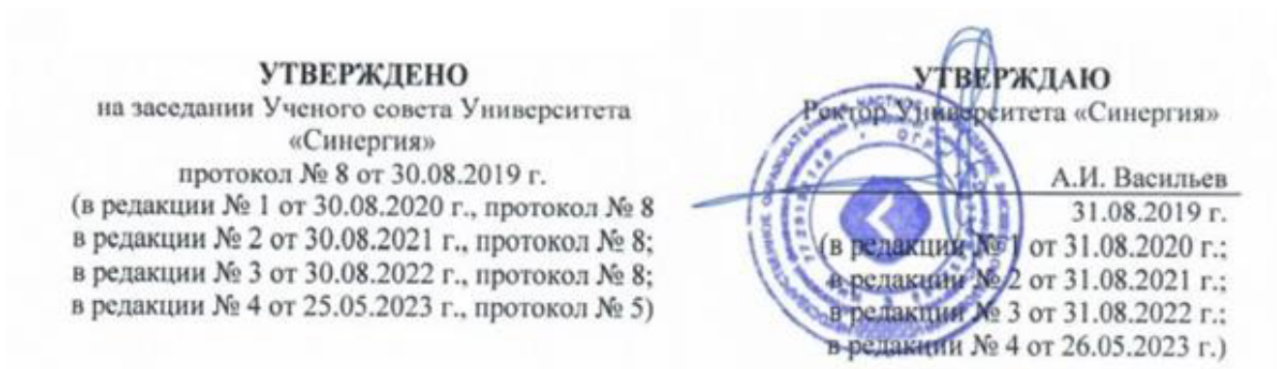 УТВЕРЖДЕНО
на заседании Ученого совета Университета
«Синергия»
протокол № 8 от 30.08.2019 г.
(в редакции № 1 от 30.08.2020 г., протокол № 8
в редакции № 2 от 30.08.2021 г., протокол № 8;
в редакции № 3 от 30.08.2022 г., протокол № 8;
в редакции № 4 от 25.05.2023 г., протокол № 5)
УТВЕРЖДАЮ
Ректор Университета «Синергия»
А.И. Васильев
31.08.2019 г.
(в редакции № 1 от 31.08.2020 г.;
в редакции № 2 от 31.08.2021 г.;
в редакции № 3 от 31.08.2022 г.;
в редакции № 4 от 26.05.2023 г.)